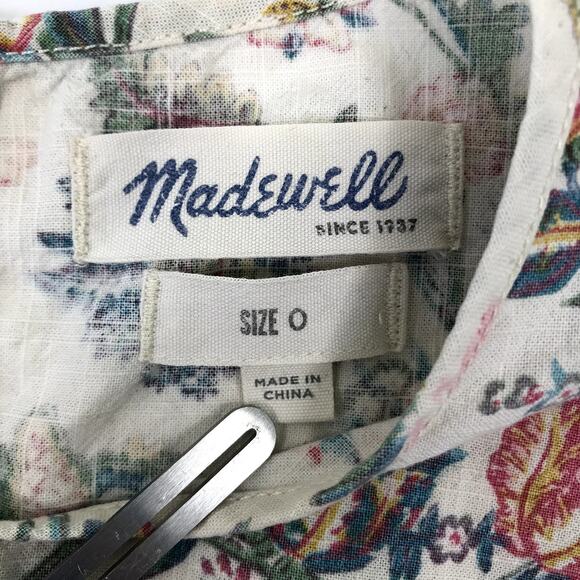 Madewell
SINCE 1937
SIZE 0
MADE IN
CHINA